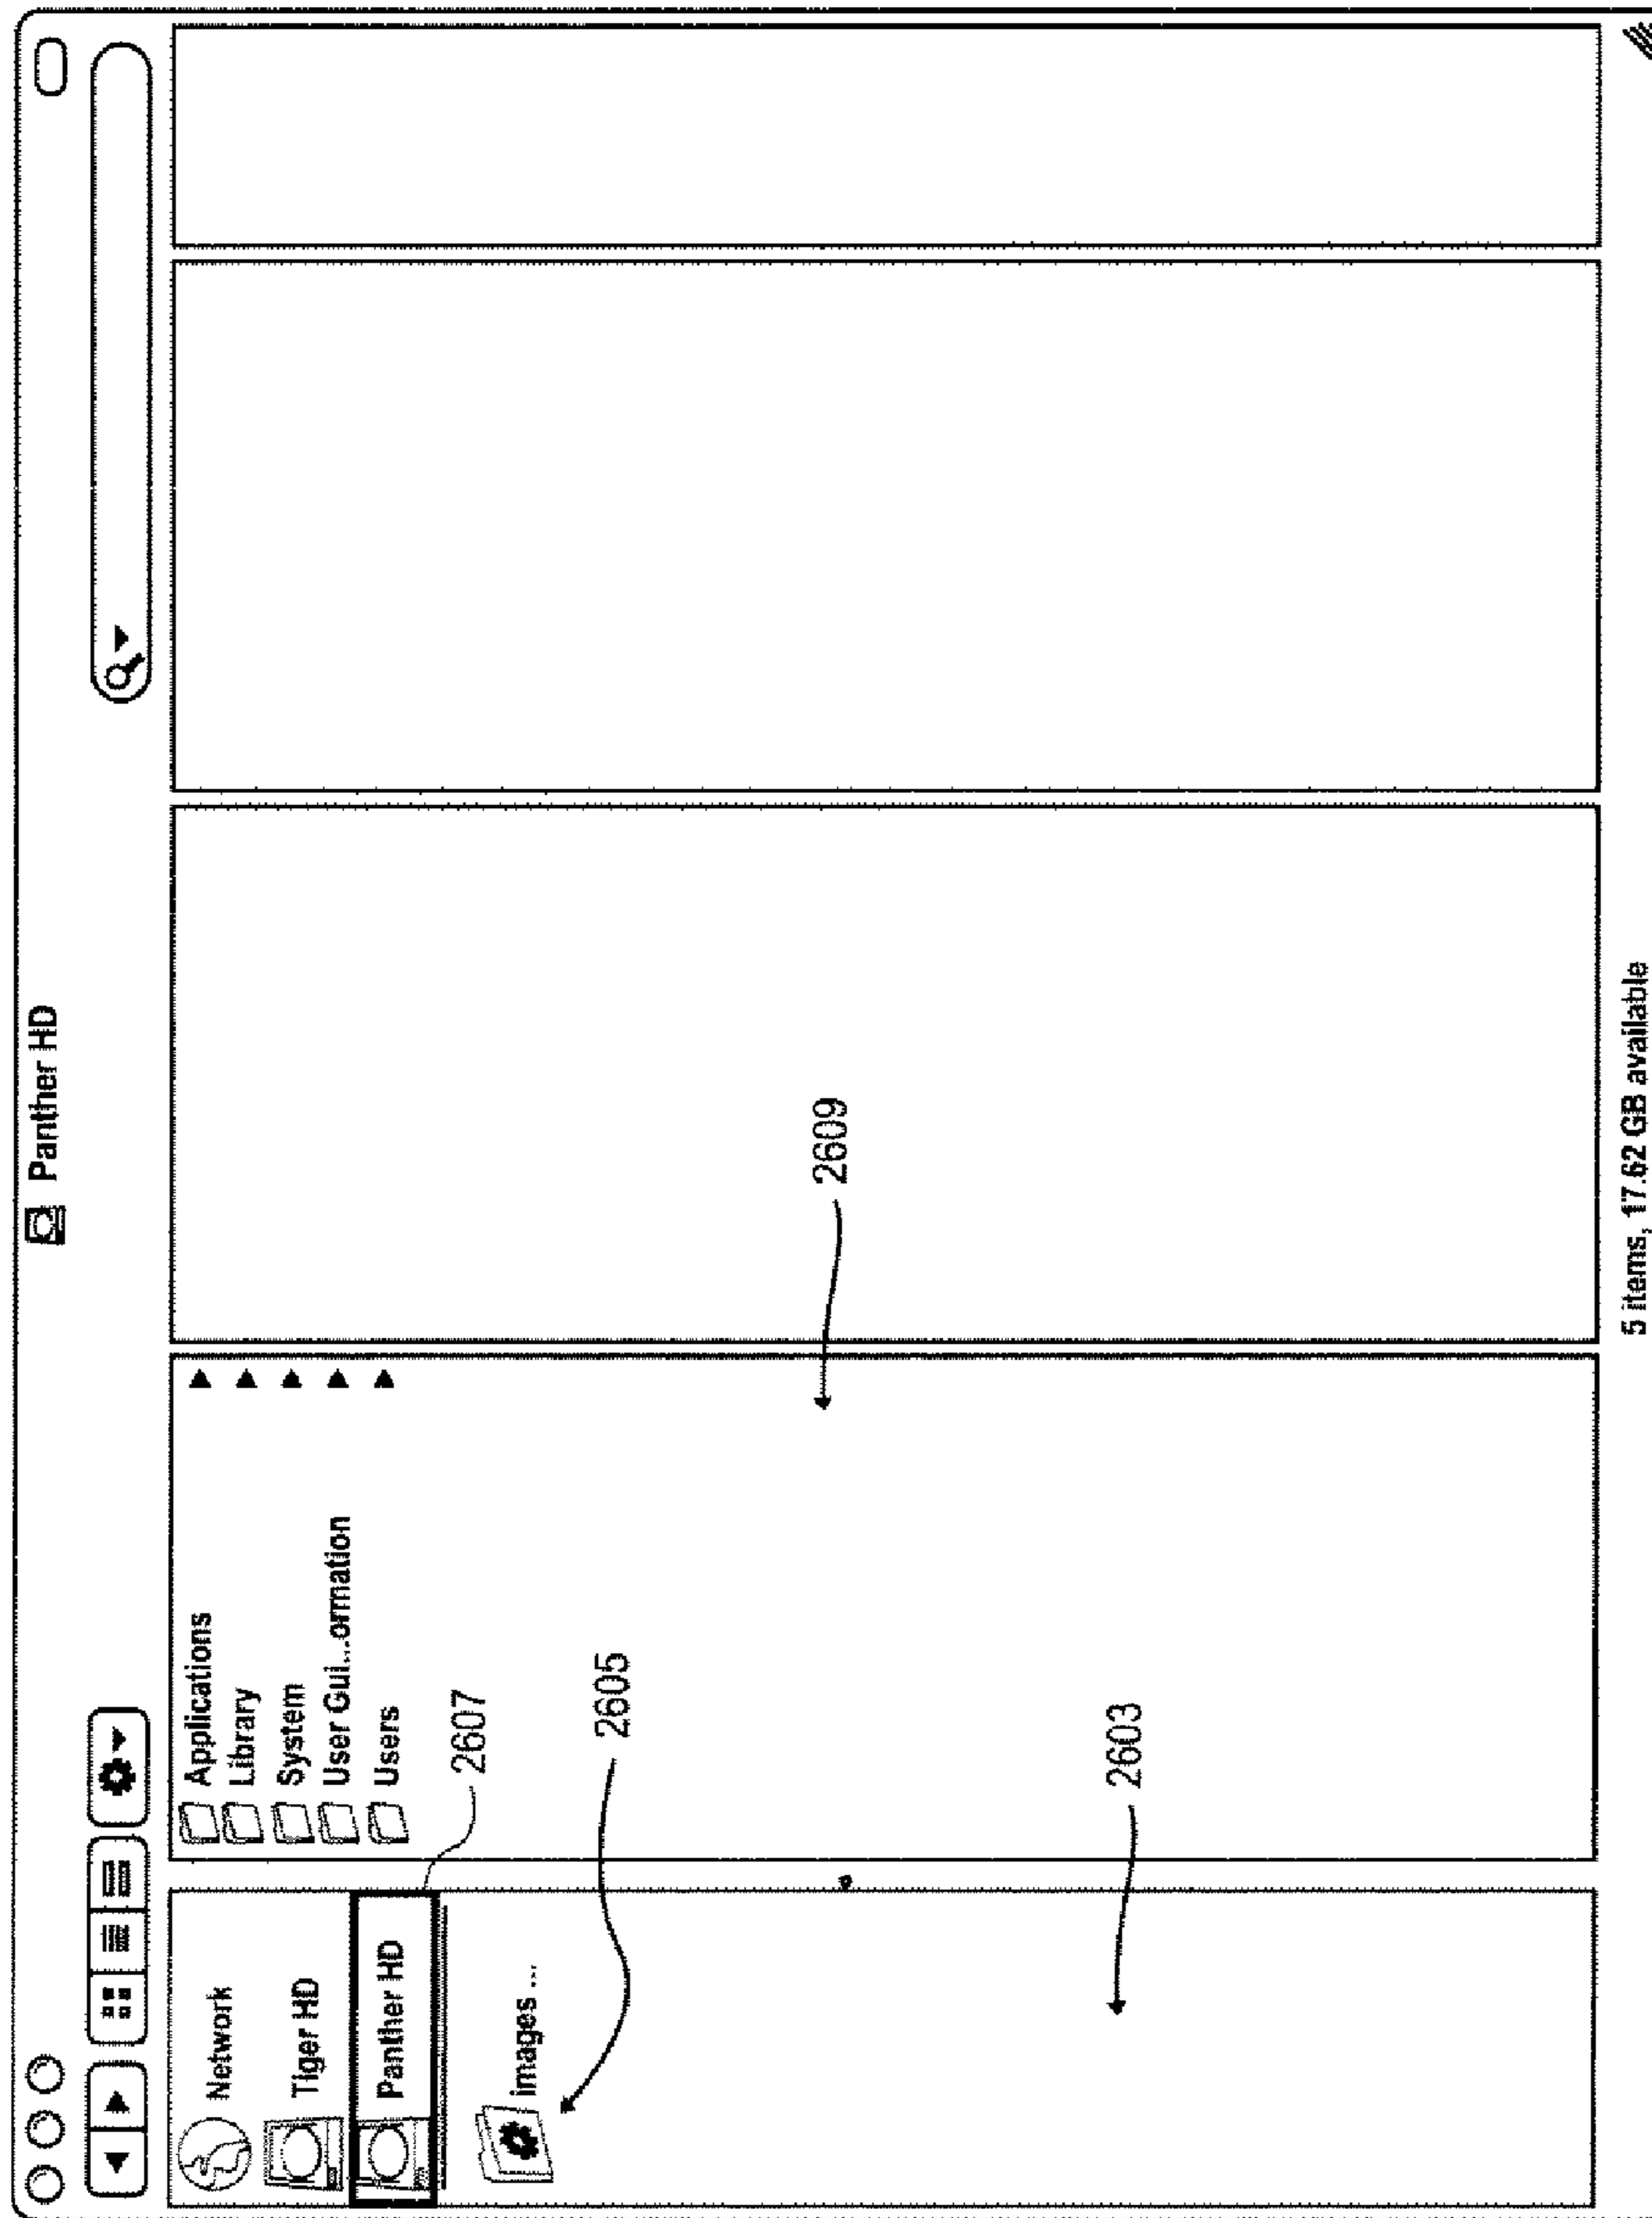 Panther HD
Network
Tiger HD
Panther HD
images ...
Applications
Library
System
User Gui...ormation
Users
2607
2605
2603
2609
5 items, 17.62 GB available